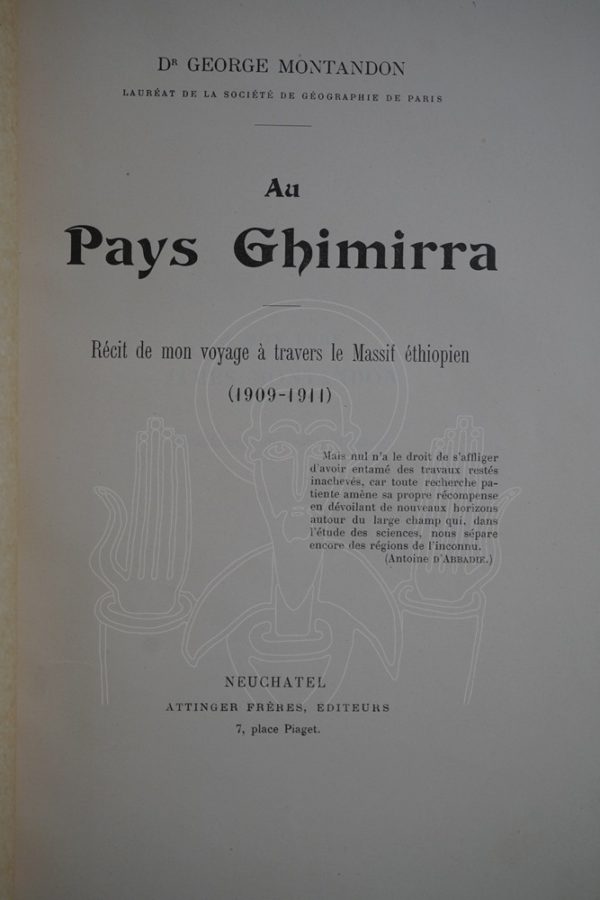 Dr GEORGE MONTANDON
LAURÉAT DE LA SOCIÉTÉ DE GÉOGRAPHIE DE PARIS
Au
Pays Ghimirra
Récit de mon voyage à travers le Massif éthiopien
(1909-1911)
Mais nul n'a le droit de s'affliger
d'avoir entamé des travaux restés
inachevés, car toute recherche pa-
tiente amène sa propre récompense
en dévoilant de nouveaux horizons
autour du large champ qui, dans
l'étude des sciences, nous sépare
encore des régions de l'inconnu.
(Antoine D'ABBADIE.)
NEUCHATEL
ATTINGER FRÈRES, EDITEURS
7, place Piaget.